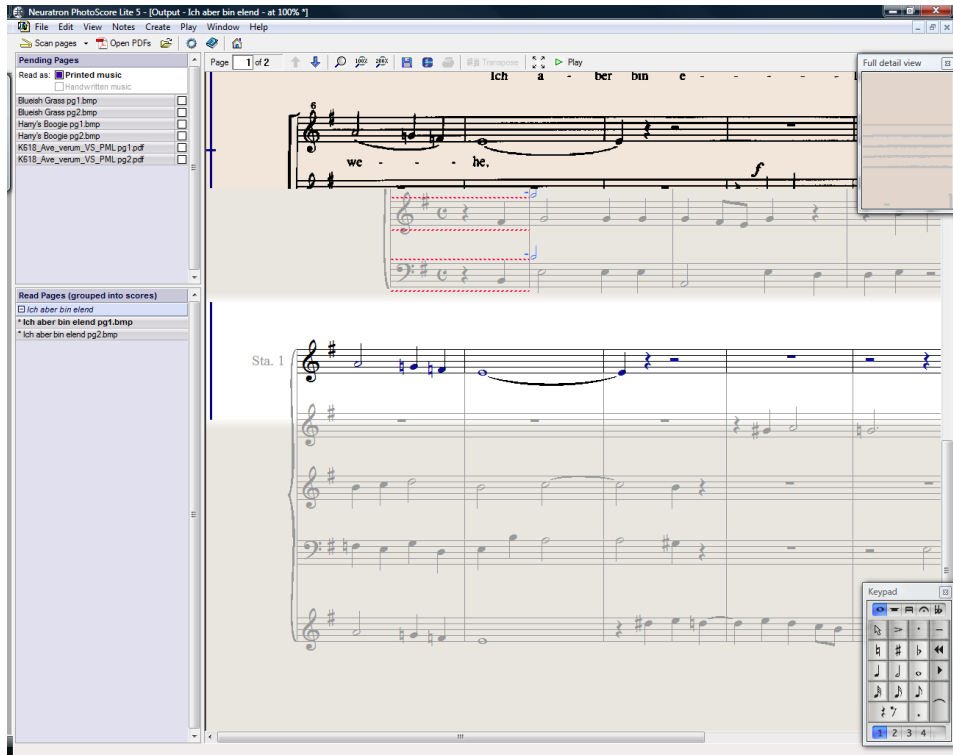 Neuratron PhotoScore Lite 5 - [Output - Ich aber bin elend - at 100% *]
File Edit View Notes Create Play Window Help
Scan pages Open PDFs
Pending Pages
Read as: Printed music
Handwritten music
Blueish Grass pg1.bmp
Blueish Grass pg2.bmp
Harry's Boogie pg1.bmp
Harry's Boogie pg2.bmp
K618_Ave_verum_VS_PML pg1.pdf
K618_Ave_verum_VS_PML pg2.pdf
Read Pages (grouped into scores)
Ich aber bin elend
* Ich aber bin elend pg1.bmp
* Ich aber bin elend pg2.bmp
Page 1 of 2 100% 200% Transpose Play
Ich a - ber bin e - - - -
6
we - - - he,
f
Sta. 1
Full detail view
Keypad
1 2 3 4